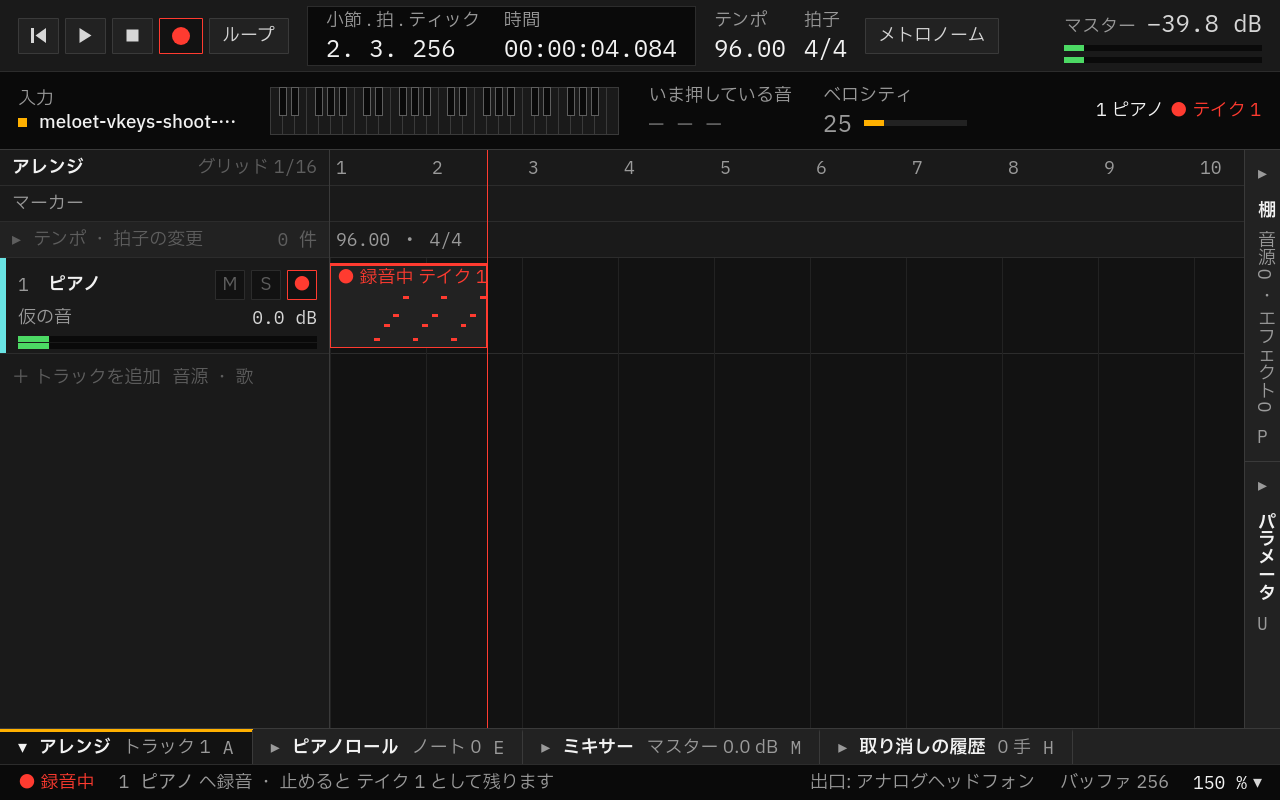 ループ
小節 . 拍 . ティック 時間
2. 3. 256 00:00:04.084
テンポ 拍子
96.00 4/4
メトロノーム
マスター −39.8 dB
入力
meloet-vkeys-shoot-…
いま押している音
— — —
ベロシティ
25
1 ピアノ テイク 1
アレンジ グリッド 1/16
1 2 3 4 5 6 7 8 9 10
マーカー
テンポ · 拍子の変更 0 件
96.00 · 4/4
1 ピアノ M S
録音中 テイク 1
仮の音 0.0 dB
＋ トラックを追加 音源 · 歌
棚 音源 0 · エフェクト 0 P
パラメータ U
アレンジ トラック 1 A
ピアノロール ノート 0 E
ミキサー マスター 0.0 dB M
取り消しの履歴 0 手 H
録音中 1 ピアノ へ録音 · 止めると テイク 1 として残ります
出口: アナログヘッドフォン バッファ 256 150 %